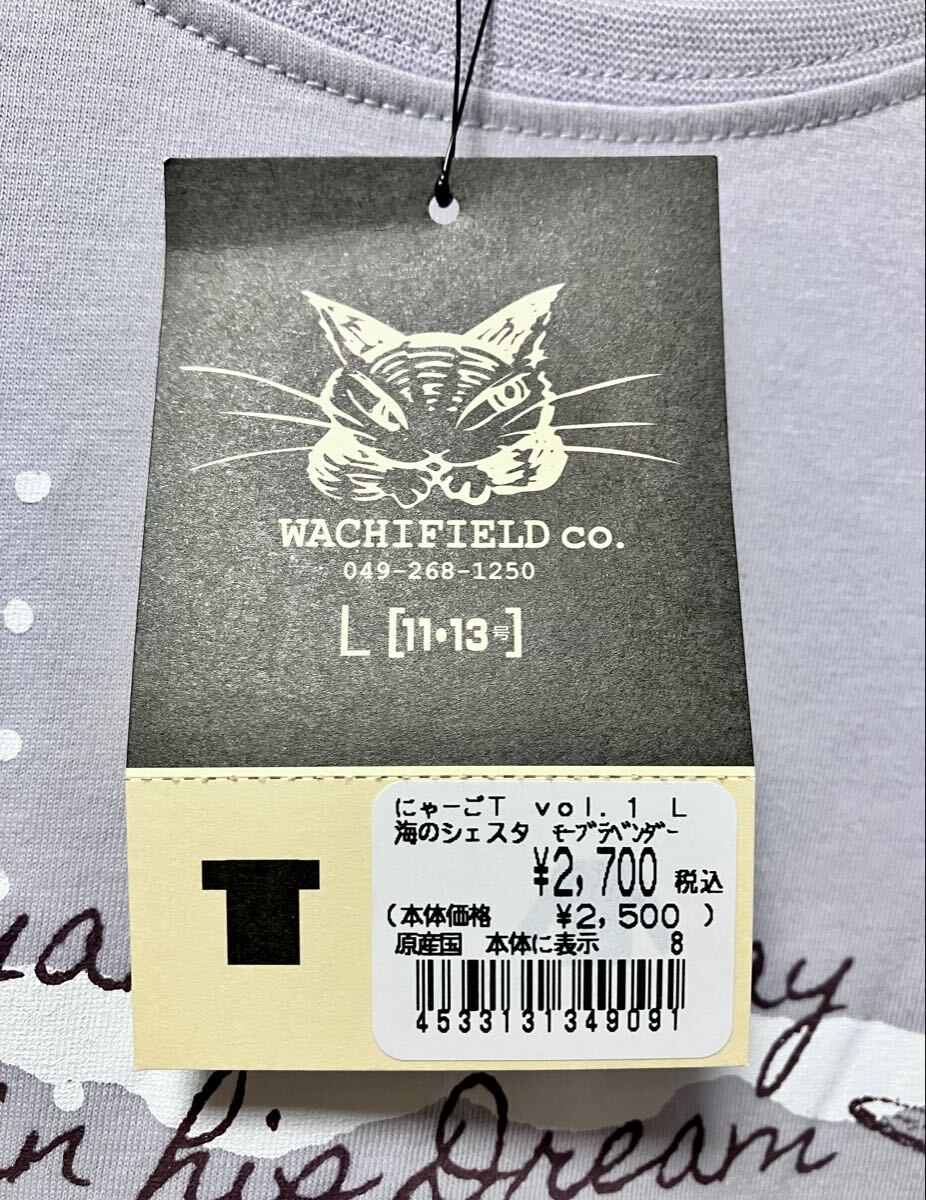 WACHIFIELD co.
049-268-1250
L [11・13号]
にゃーごT vol.1 L
海のシェスタ ﾓｰﾌﾞﾗﾍﾞﾝﾀﾞｰ
¥2,700 税込
(本体価格 ¥2,500 )
原産国 本体に表示 8
4533131349091
in his Dream